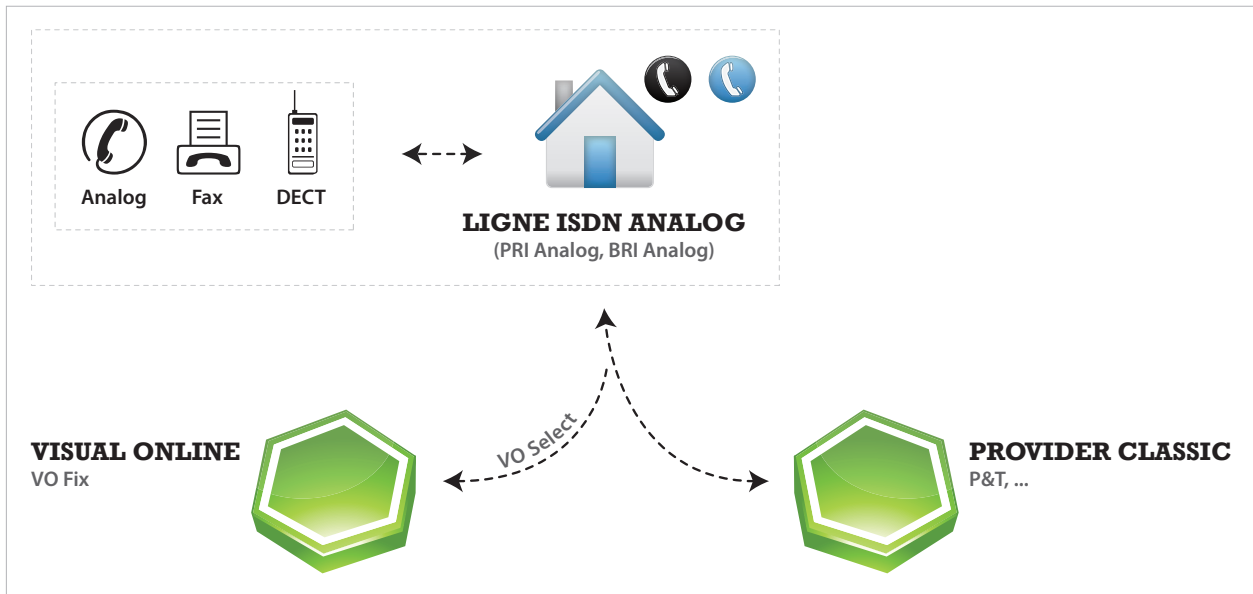 Analog Fax DECT
LIGNE ISDN ANALOG
(PRI Analog, BRI Analog)
VO Select
VISUAL ONLINE
VO Fix
PROVIDER CLASSIC
P&T, ...